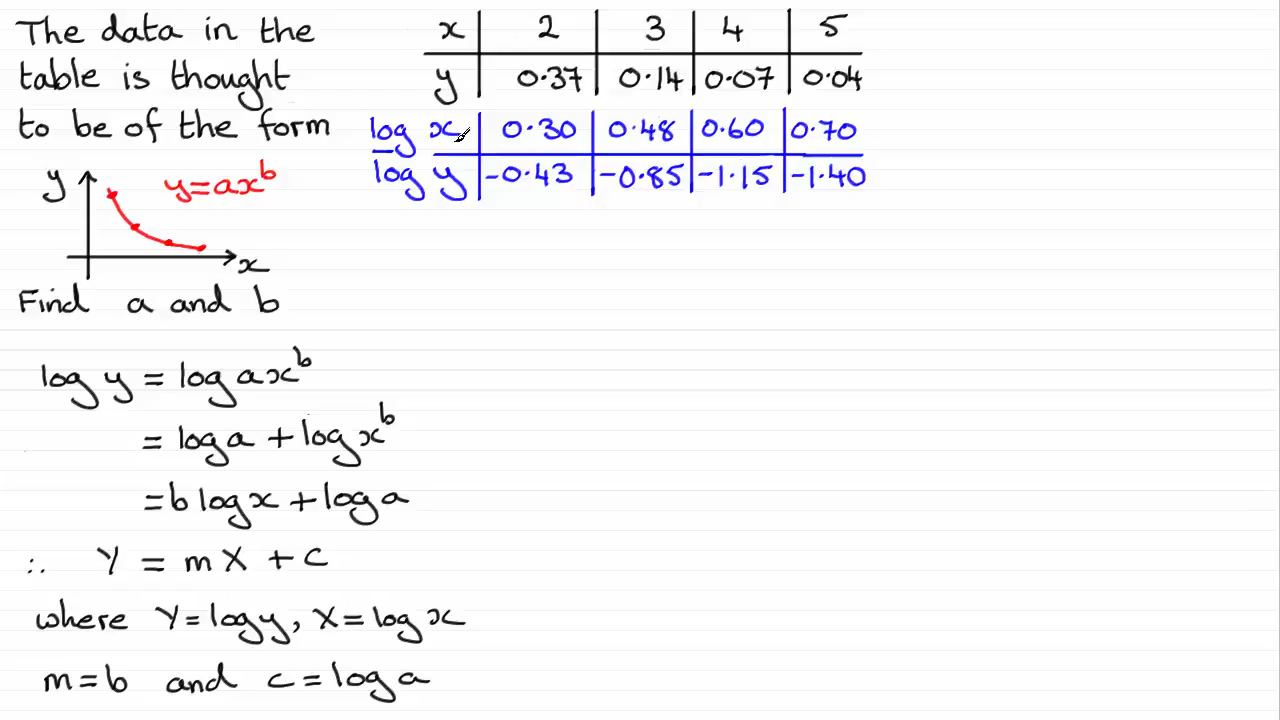 The data in the
table is thought
to be of the form
y
y=ax^b
x
Find a and b
x 2 3 4 5
y 0·37 0·14 0·07 0·04
log x 0·30 0·48 0·60 0·70
log y -0·43 -0·85 -1·15 -1·40
log y = log ax^b
= log a + log x^b
= b log x + log a
∴ Y = mX + c
where Y = log y, X = log x
m = b and c = log a